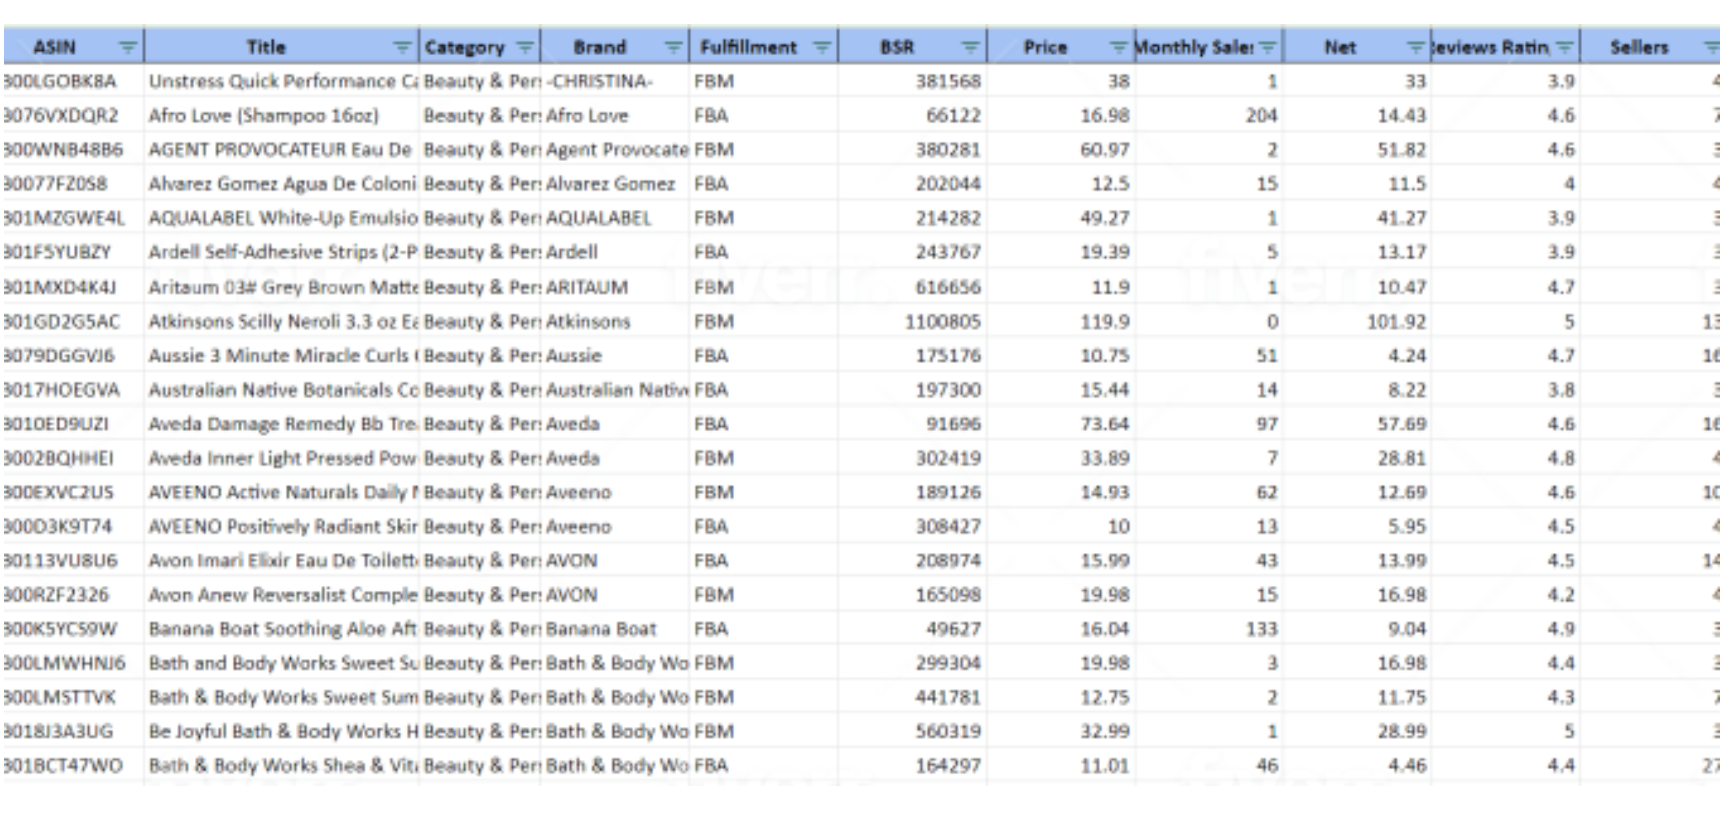 ASIN Title Category Brand Fulfillment BSR Price Monthly Sale Net eviews Ratin Sellers
300LGOBK8A Unstress Quick Performance Ca Beauty & Per -CHRISTINA- FBM 381568 38 1 33 3.9 4
3076VXDQR2 Afro Love (Shampoo 16oz) Beauty & Per Afro Love FBA 66122 16.98 204 14.43 4.6 7
300WNB48B6 AGENT PROVOCATEUR Eau De Beauty & Per Agent Provocate FBM 380281 60.97 2 51.82 4.6 3
30077FZ0S8 Alvarez Gomez Agua De Coloni Beauty & Per Alvarez Gomez FBA 202044 12.5 15 11.5 4 4
301MZGWE4L AQUALABEL White-Up Emulsio Beauty & Per AQUALABEL FBM 214282 49.27 1 41.27 3.9 3
301F5YUBZY Ardell Self-Adhesive Strips (2-P Beauty & Per Ardell FBA 243767 19.39 5 13.17 3.9 3
301MXD4K4J Aritaum 03# Grey Brown Matte Beauty & Per ARITAUM FBM 616656 11.9 1 10.47 4.7 3
301GD2G5AC Atkinsons Scilly Neroli 3.3 oz Ea Beauty & Per Atkinsons FBM 1100805 119.9 0 101.92 5 13
3079DGGVJ6 Aussie 3 Minute Miracle Curls Beauty & Per Aussie FBA 175176 10.75 51 4.24 4.7 16
3017HOEGVA Australian Native Botanicals Co Beauty & Per Australian Nativ FBA 197300 15.44 14 8.22 3.8 3
3010ED9UZI Aveda Damage Remedy Bb Tre Beauty & Per Aveda FBA 91696 73.64 97 57.69 4.6 16
3002BQHHEI Aveda Inner Light Pressed Pow Beauty & Per Aveda FBM 302419 33.89 7 28.81 4.8 4
300EXVC2US AVEENO Active Naturals Daily Beauty & Per Aveeno FBM 189126 14.93 62 12.69 4.6 10
300D3K9T74 AVEENO Positively Radiant Skin Beauty & Per Aveeno FBA 308427 10 13 5.95 4.5 4
30113VU8U6 Avon Imari Elixir Eau De Toilett Beauty & Per AVON FBA 208974 15.99 43 13.99 4.5 14
300RZF2326 Avon Anew Reversalist Comple Beauty & Per AVON FBM 165098 19.98 15 16.98 4.2 4
300K5YCS9W Banana Boat Soothing Aloe Aft Beauty & Per Banana Boat FBA 49627 16.04 133 9.04 4.9 3
300LMWHNJ6 Bath and Body Works Sweet Su Beauty & Per Bath & Body Wo FBM 299304 19.98 3 16.98 4.4 3
300LMSTTVK Bath & Body Works Sweet Sum Beauty & Per Bath & Body Wo FBM 441781 12.75 2 11.75 4.3 7
3018J3A3UG Be Joyful Bath & Body Works H Beauty & Per Bath & Body Wo FBM 560319 32.99 1 28.99 5 3
301BCT47WO Bath & Body Works Shea & Vita Beauty & Per Bath & Body Wo FBA 164297 11.01 46 4.46 4.4 27